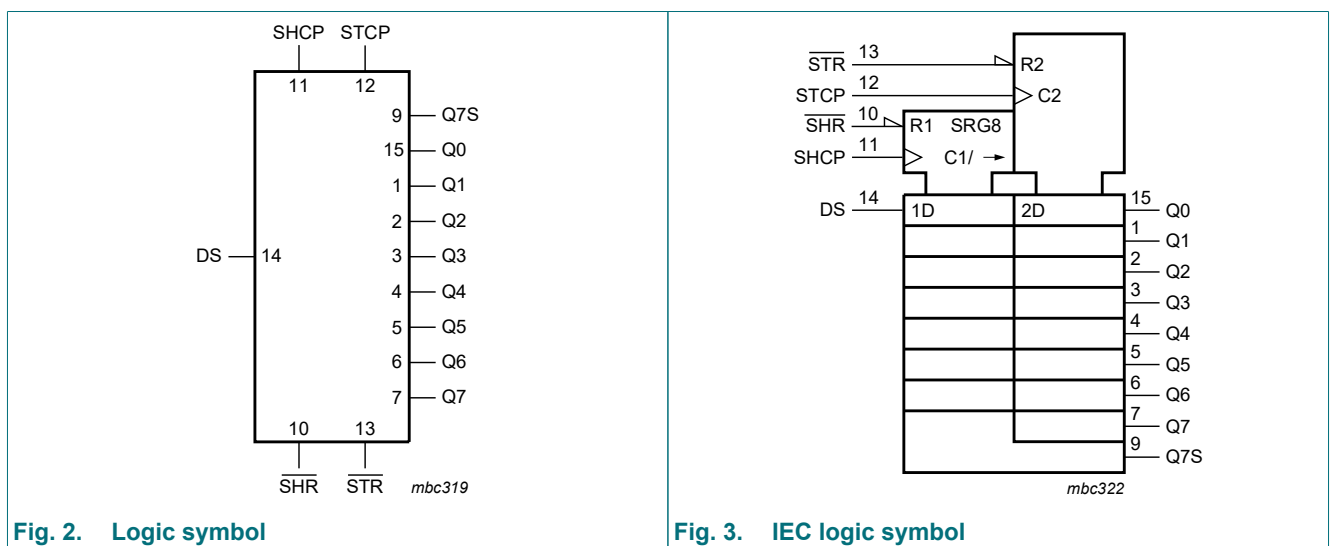 SHCP STCP
11 12
9 Q7S
15 Q0
1 Q1
2 Q2
DS 14 3 Q3
4 Q4
5 Q5
6 Q6
7 Q7
10 13
SHR STR mbc319
Fig. 2. Logic symbol
STR 13 R2
STCP 12 C2
SHR 10 R1 SRG8
SHCP 11 C1/ →
DS 14 1D 2D 15 Q0
1 Q1
2 Q2
3 Q3
4 Q4
5 Q5
6 Q6
7 Q7
9 Q7S
mbc322
Fig. 3. IEC logic symbol